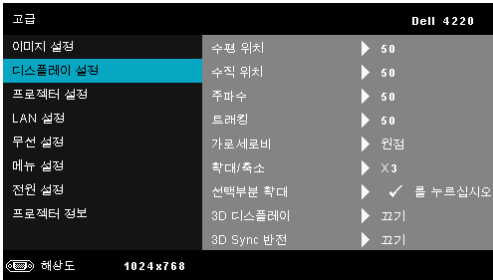 고급 Dell 4220
이미지 설정
디스플레이 설정
프로젝터 설정
LAN 설정
무선 설정
메뉴 설정
전원 설정
프로젝터 정보
수평 위치 50
수직 위치 50
주파수 50
트래킹 50
가로세로비 원점
확대/축소 X3
선택부분 확대 ✓ 를 누르십시오
3D 디스플레이 끄기
3D Sync 반전 끄기
해상도 1024x768